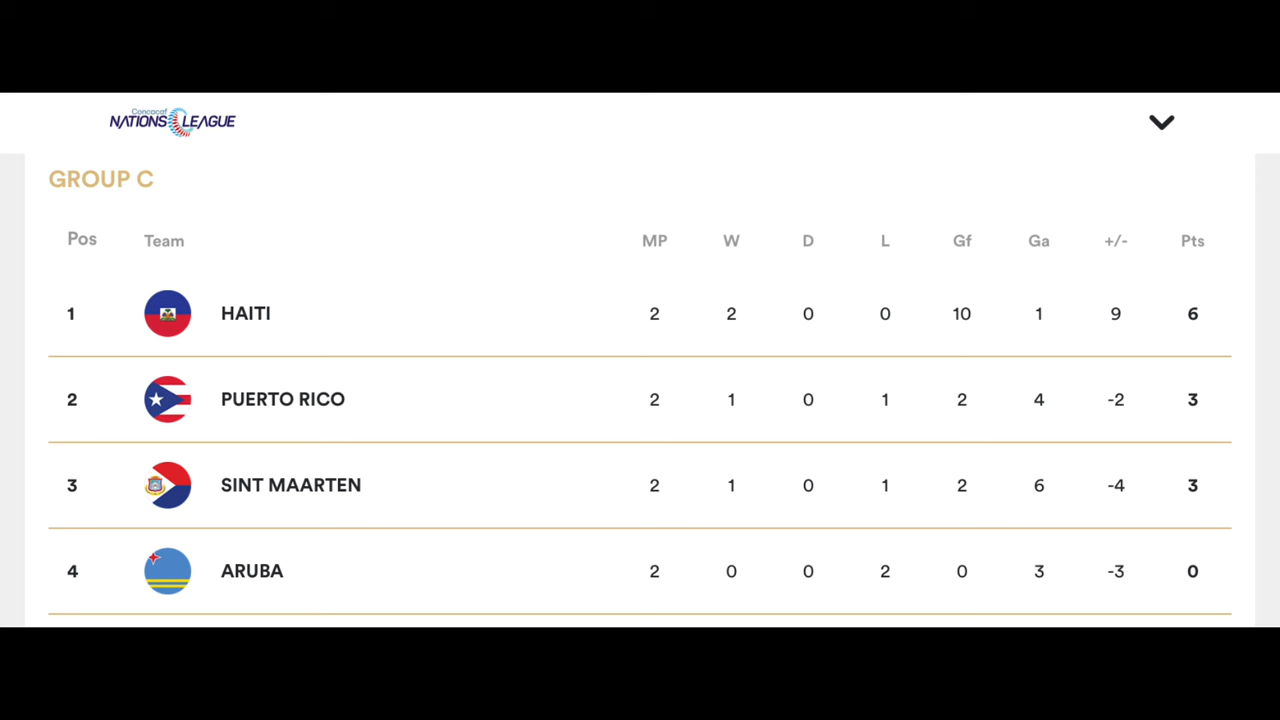 Concacaf
NATIONS LEAGUE
GROUP C
Pos Team MP W D L Gf Ga +/- Pts
1 HAITI 2 2 0 0 10 1 9 6
2 PUERTO RICO 2 1 0 1 2 4 -2 3
3 SINT MAARTEN 2 1 0 1 2 6 -4 3
4 ARUBA 2 0 0 2 0 3 -3 0